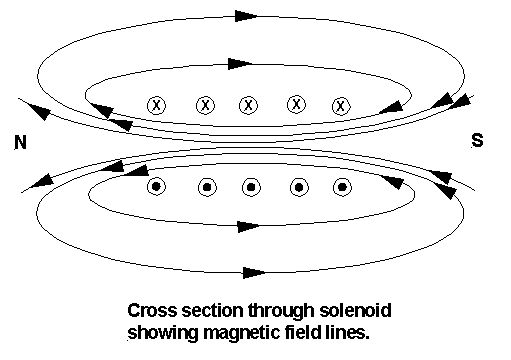 X X X X X
N S
Cross section through solenoid
showing magnetic field lines.